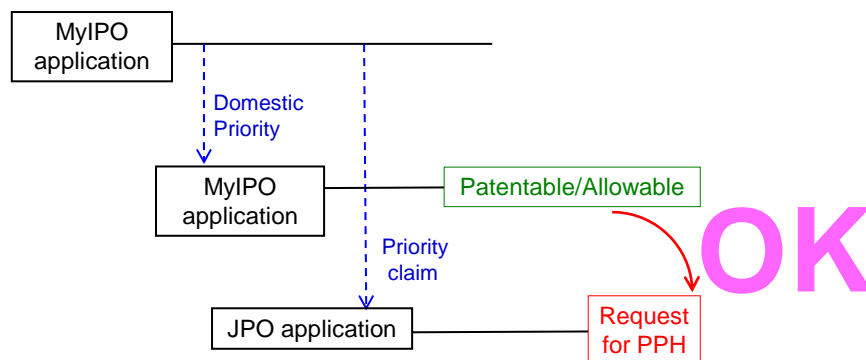 MyIPO
application
Domestic
Priority
MyIPO
application
Patentable/Allowable
OK
Priority
claim
JPO application
Request
for PPH